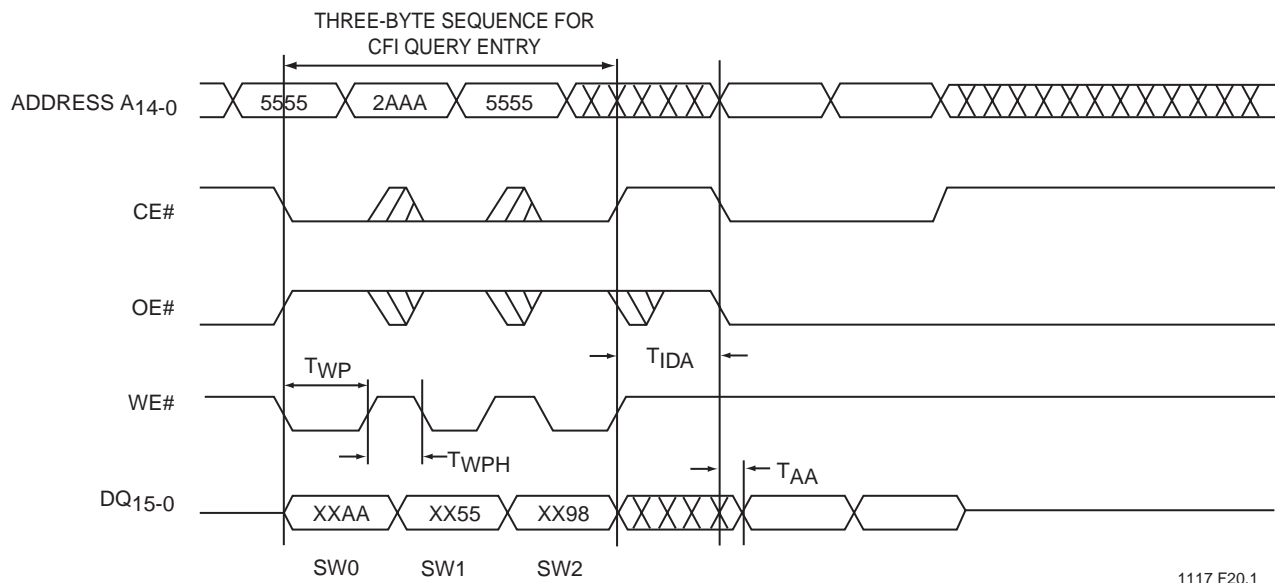 THREE-BYTE SEQUENCE FOR
CFI QUERY ENTRY
ADDRESS A14-0
5555 2AAA 5555
CE#
OE#
TIDA
TWP
WE#
TWPH
TAA
DQ15-0
XXAA XX55 XX98
SW0 SW1 SW2
1117 F20.1